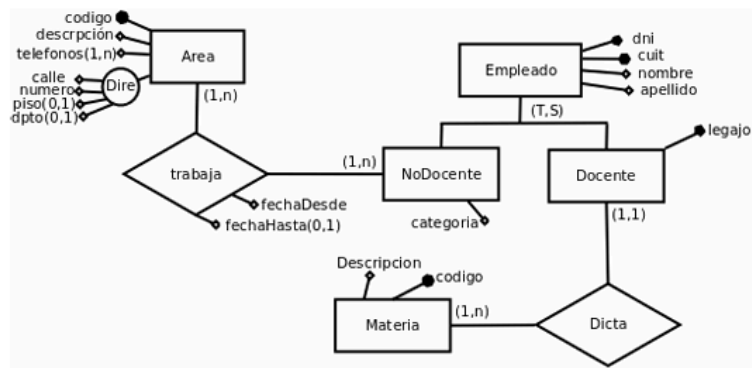 codigo
descrpción
telefonos(1,n)
Area
calle
numero
piso(0,1)
dpto(0,1)
Dire
(1,n)
dni
cuit
nombre
apellido
Empleado
(T,S)
legajo
trabaja
(1,n)
NoDocente
Docente
fechaDesde
fechaHasta(0,1)
categoria
(1,1)
Descripcion
codigo
Materia
(1,n)
Dicta